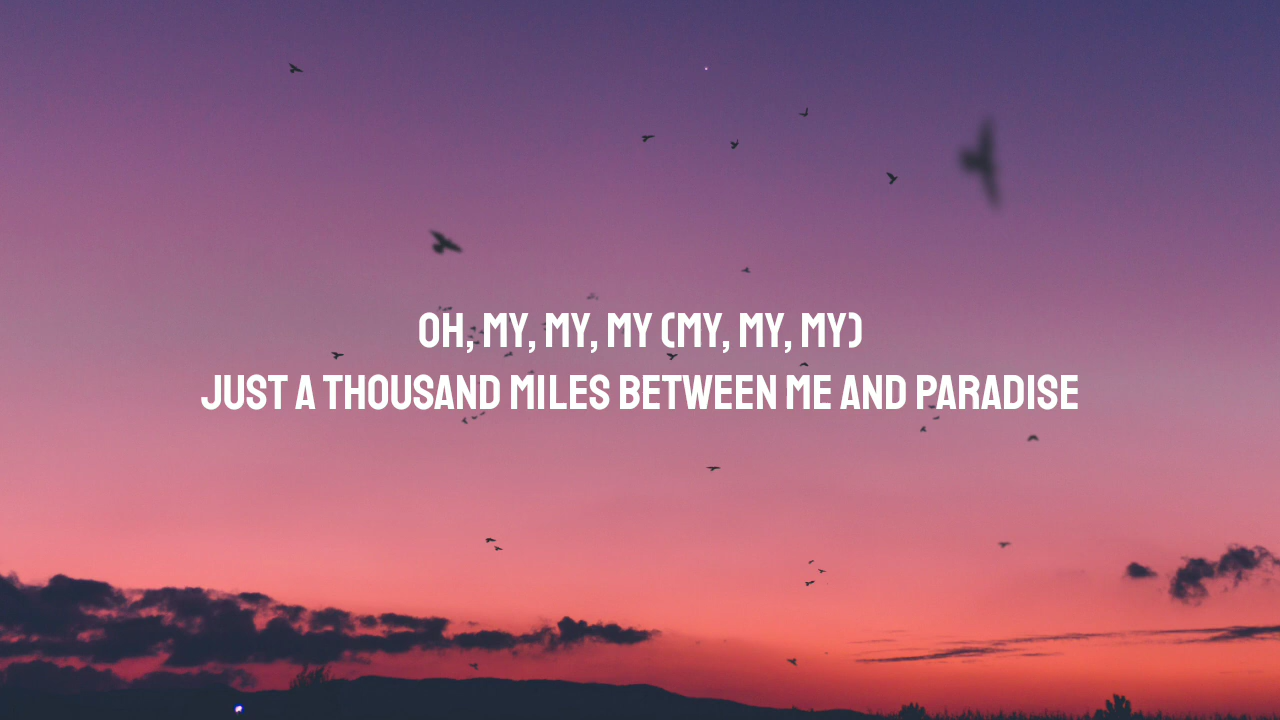 OH, MY, MY, MY (MY, MY, MY)
JUST A THOUSAND MILES BETWEEN ME AND PARADISE